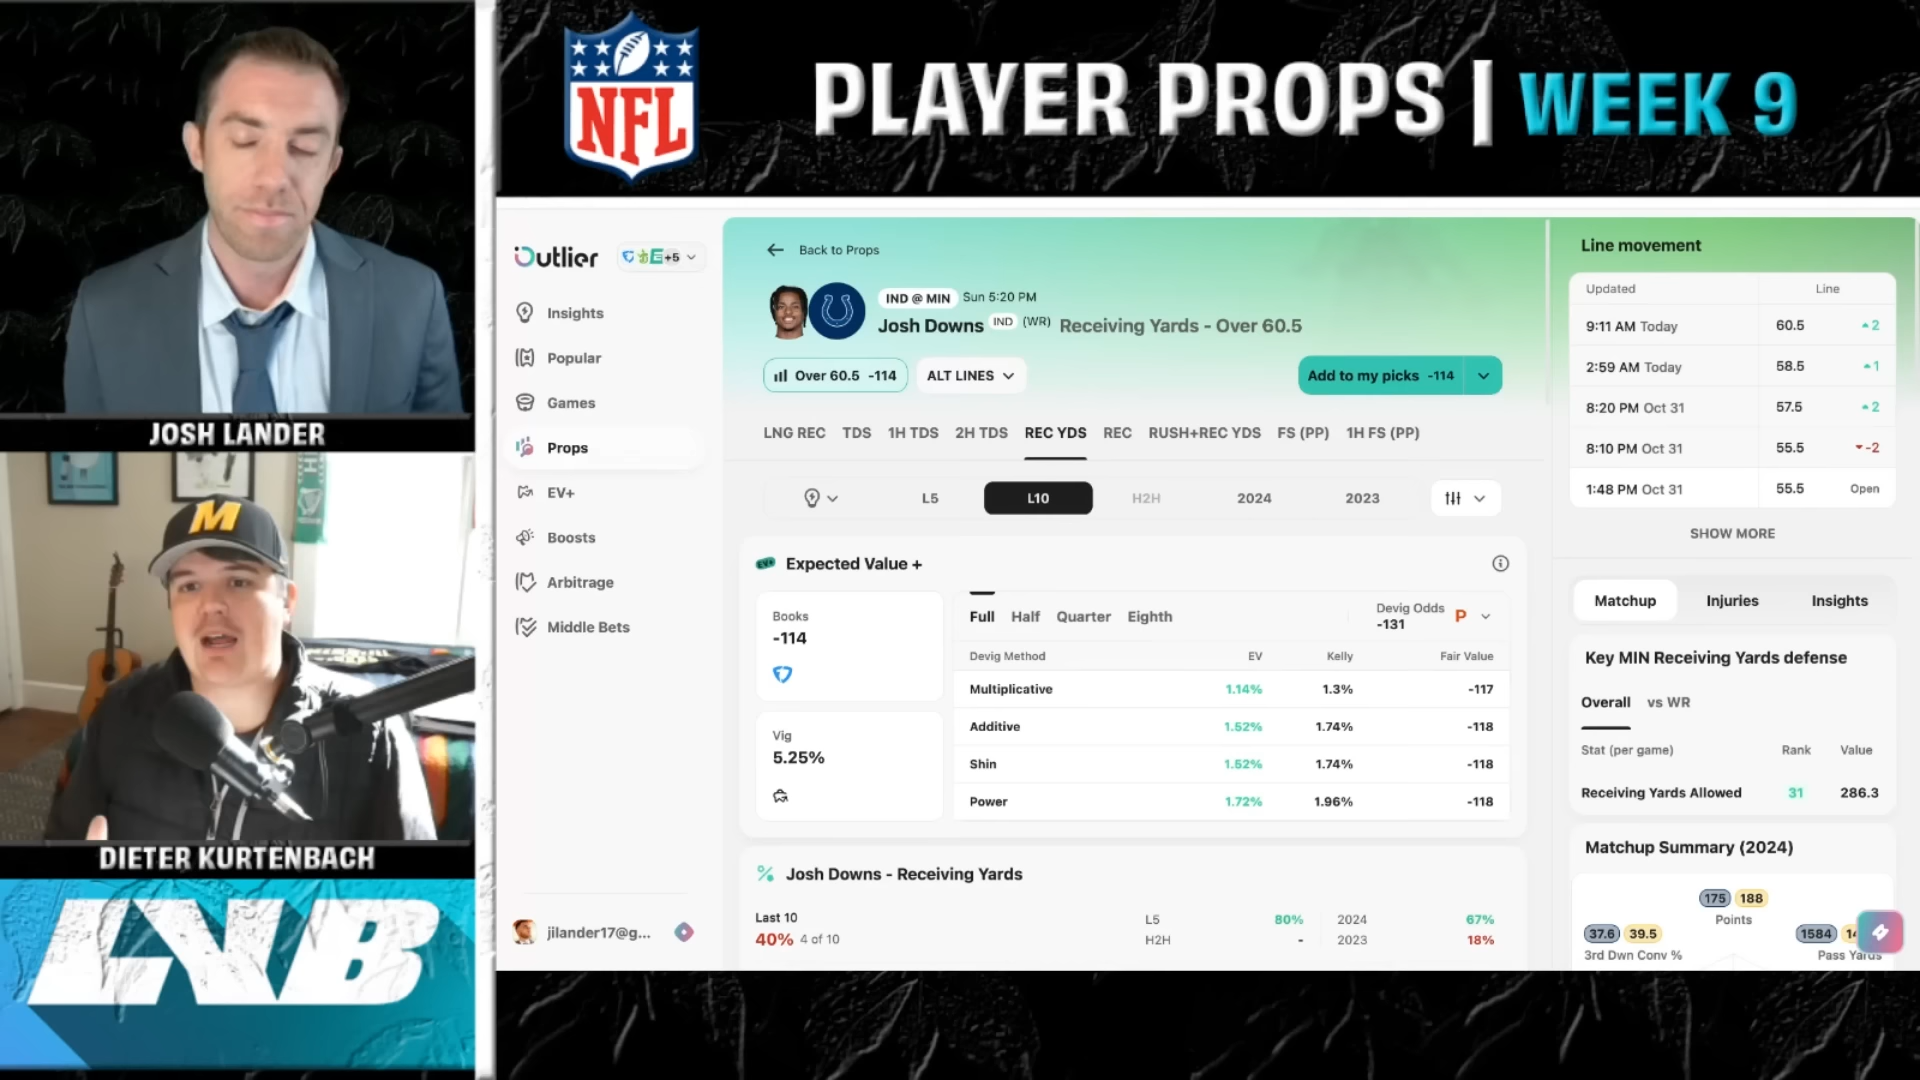 NFL
PLAYER PROPS | WEEK 9
JOSH LANDER
M
DIETER KURTENBACH
LVB
Outlier
+5
Insights
Popular
Games
Props
EV+
Boosts
Arbitrage
Middle Bets
jilander17@g...
Back to Props
IND @ MIN Sun 5:20 PM
Josh Downs IND (WR) Receiving Yards - Over 60.5
Over 60.5 -114
ALT LINES
Add to my picks -114
LNG REC TDS 1H TDS 2H TDS REC YDS REC RUSH+REC YDS FS (PP) 1H FS (PP)
L5 L10 H2H 2024 2023
EV+ Expected Value +
Books
-114
Vig
5.25%
Full Half Quarter Eighth
Devig Odds
-131
P
Devig Method EV Kelly Fair Value
Multiplicative 1.14% 1.3% -117
Additive 1.52% 1.74% -118
Shin 1.52% 1.74% -118
Power 1.72% 1.96% -118
Josh Downs - Receiving Yards
Last 10
40% 4 of 10
L5 80% 2024 67%
H2H - 2023 18%
Line movement
Updated Line
9:11 AM Today 60.5 2
2:59 AM Today 58.5 1
8:20 PM Oct 31 57.5 2
8:10 PM Oct 31 55.5 -2
1:48 PM Oct 31 55.5 Open
SHOW MORE
Matchup Injuries Insights
Key MIN Receiving Yards defense
Overall vs WR
Stat (per game) Rank Value
Receiving Yards Allowed 31 286.3
Matchup Summary (2024)
175 188
Points
37.6 39.5
3rd Dwn Conv %
1584
Pass Yards